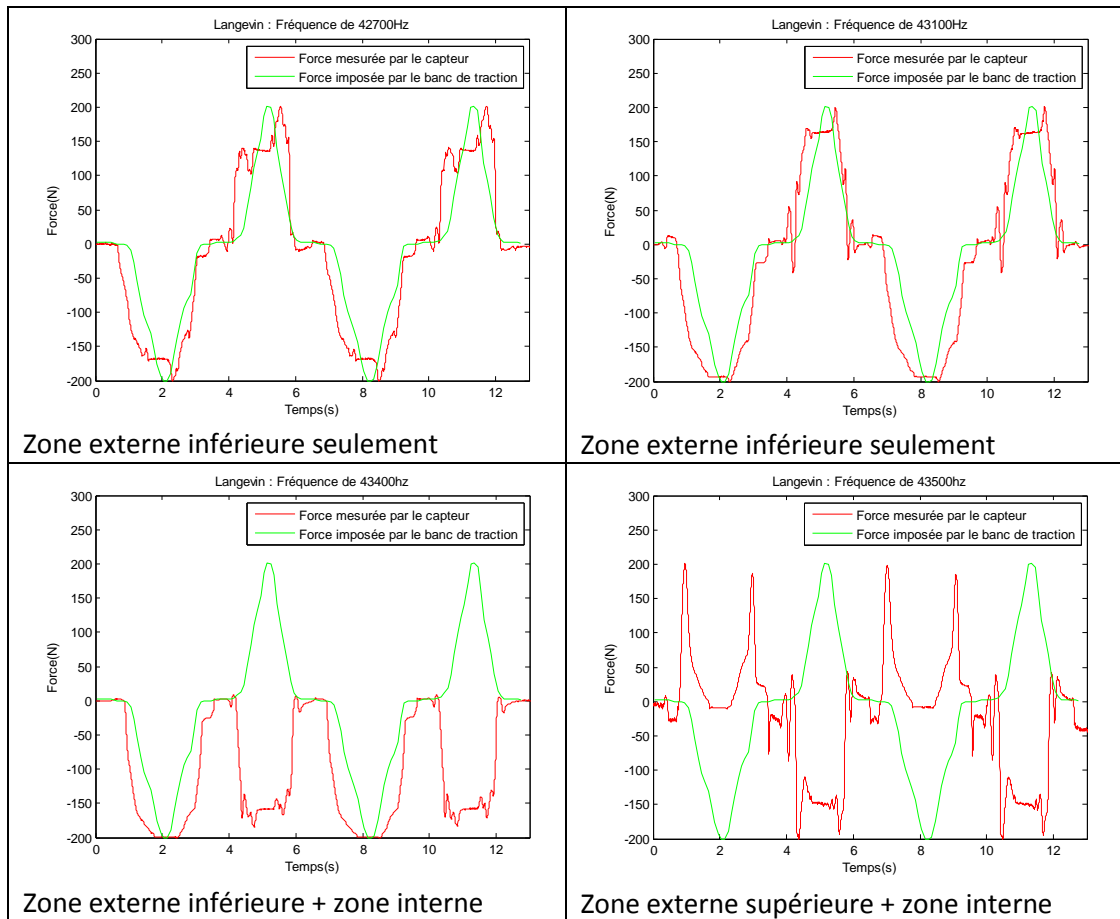 Langevin : Fréquence de 42700Hz
300
250
200
150
100
50
0
-50
-100
-150
-200
Force(N)
Force mesurée par le capteur
Force imposée par le banc de traction
0 2 4 6 8 10 12
Temps(s)
Zone externe inférieure seulement
Langevin : Fréquence de 43100Hz
300
250
200
150
100
50
0
-50
-100
-150
-200
Force(N)
Force mesurée par le capteur
Force imposée par le banc de traction
0 2 4 6 8 10 12
Temps(s)
Zone externe inférieure seulement
Langevin : Fréquence de 43400hz
300
250
200
150
100
50
0
-50
-100
-150
-200
Force(N)
Force mesurée par le capteur
Force imposée par le banc de traction
0 2 4 6 8 10 12
Temps(s)
Zone externe inférieure + zone interne
Langevin : Fréquence de 43500hz
300
250
200
150
100
50
0
-50
-100
-150
-200
Force(N)
Force mesurée par le capteur
Force imposée par le banc de traction
0 2 4 6 8 10 12
Temps(s)
Zone externe supérieure + zone interne